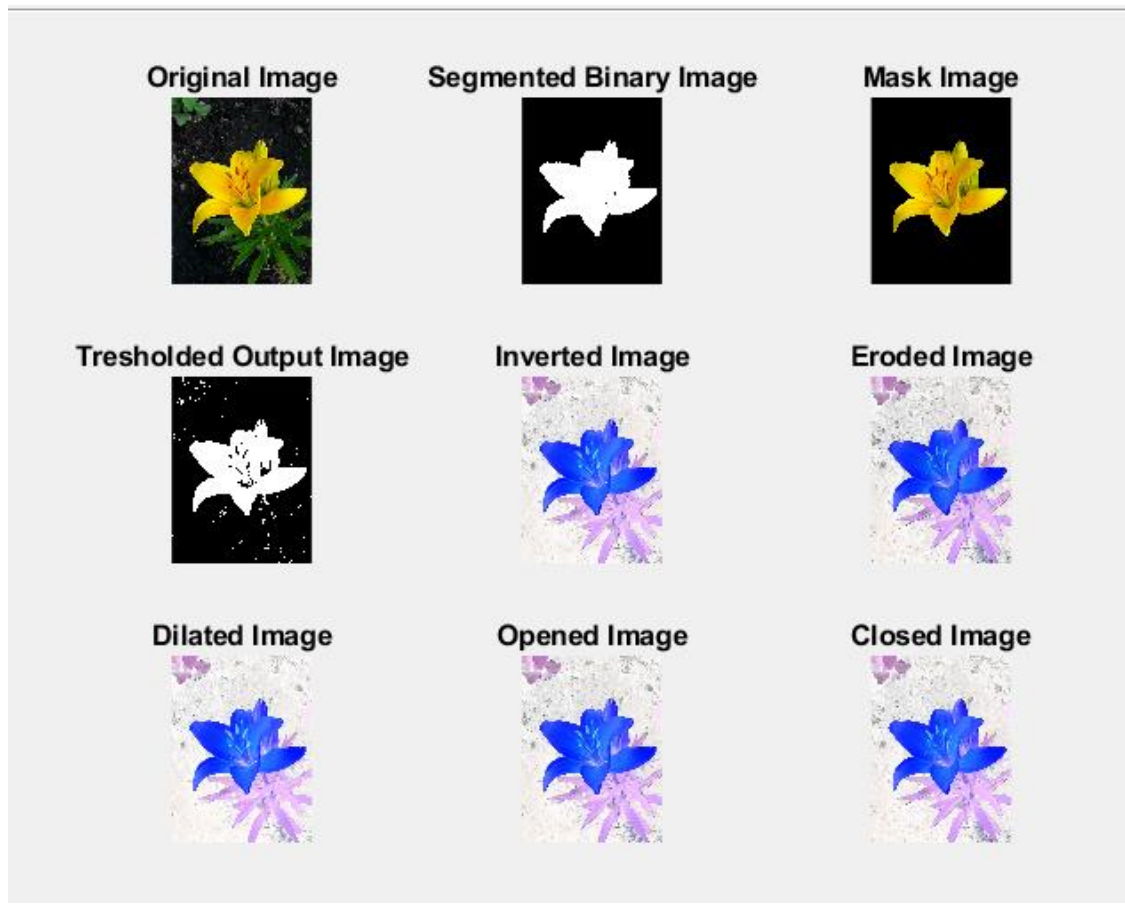 Original Image
Segmented Binary Image
Mask Image
Tresholded Output Image
Inverted Image
Eroded Image
Dilated Image
Opened Image
Closed Image